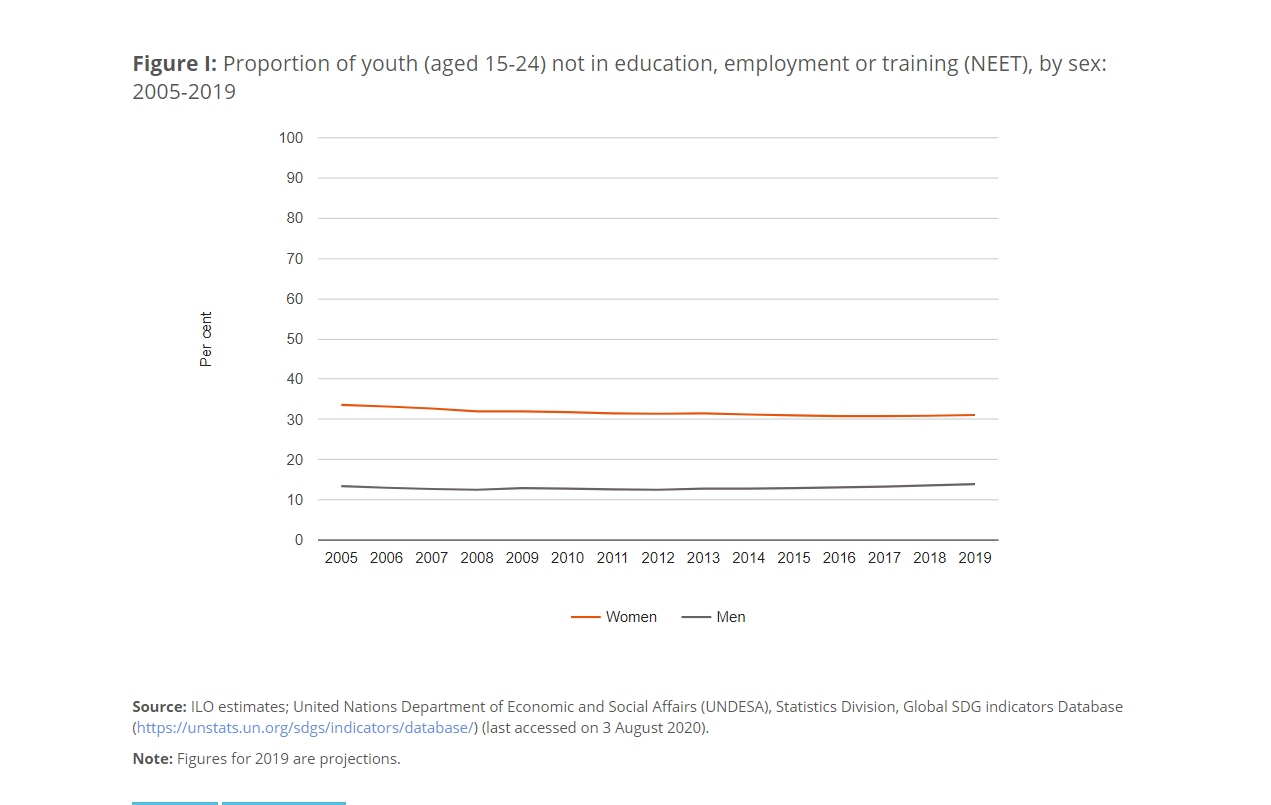 Figure I: Proportion of youth (aged 15-24) not in education, employment or training (NEET), by sex:
2005-2019
100
90
80
70
60
50
40
30
20
10
0
Per cent
2005 2006 2007 2008 2009 2010 2011 2012 2013 2014 2015 2016 2017 2018 2019
Women Men
Source: ILO estimates; United Nations Department of Economic and Social Affairs (UNDESA), Statistics Division, Global SDG indicators Database
(https://unstats.un.org/sdgs/indicators/database/) (last accessed on 3 August 2020).
Note: Figures for 2019 are projections.